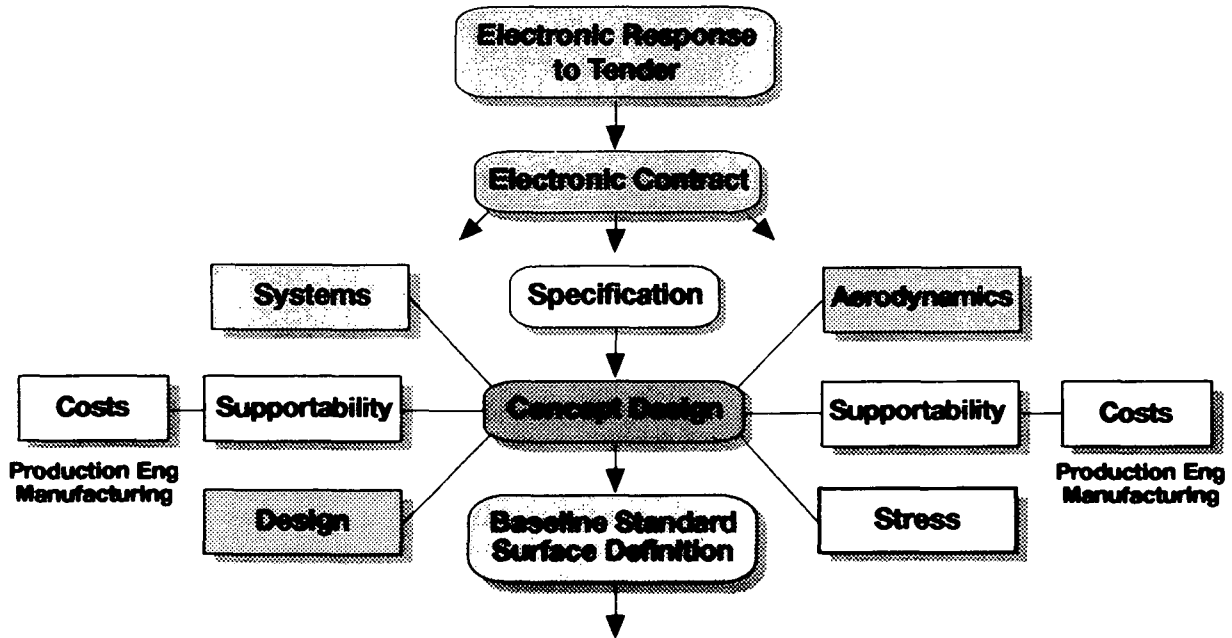 Electronic Response
to Tender
Electronic Contract
Systems
Specification
Aerodynamics
Costs
Supportability
Concept Design
Supportability
Costs
Production Eng
Manufacturing
Production Eng
Manufacturing
Design
Baseline Standard
Surface Definition
Stress